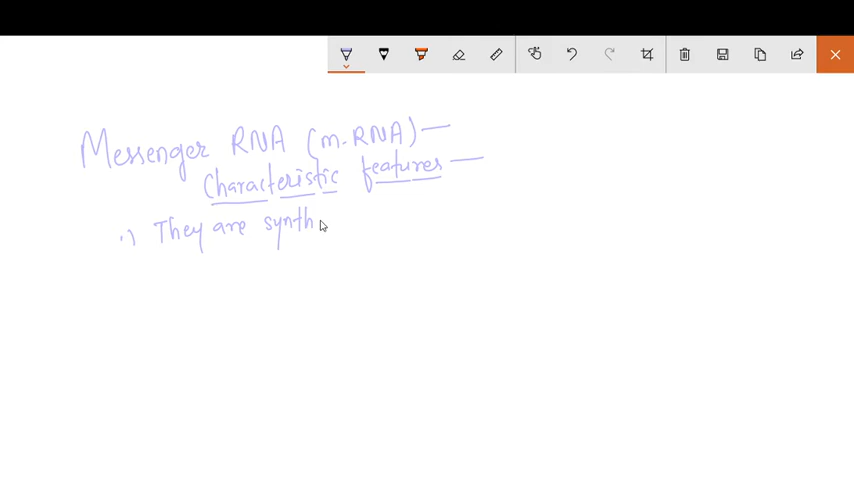 Messenger RNA (m.RNA) —
Characteristic features —
i) They are synth